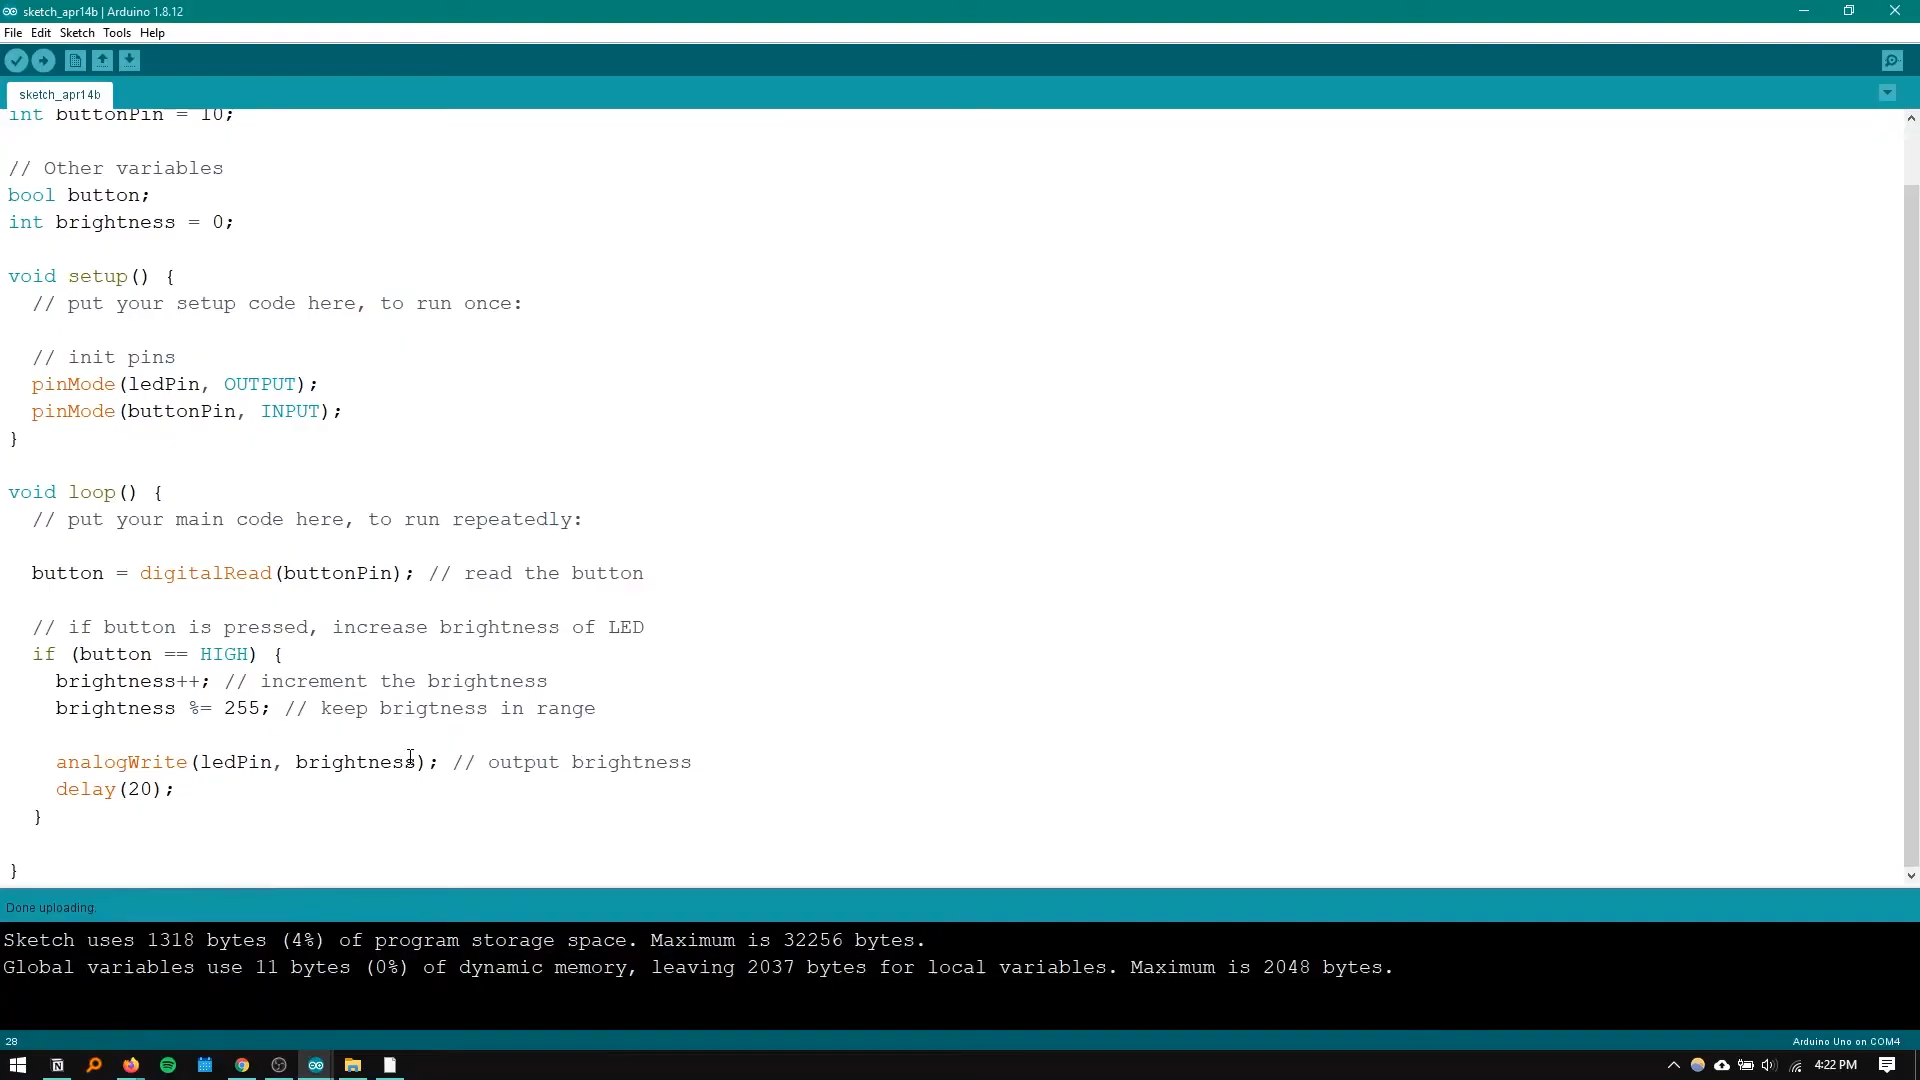 sketch_apr14b | Arduino 1.8.12
File Edit Sketch Tools Help
sketch_apr14b
int buttonPin = 10;
// Other variables
bool button;
int brightness = 0;
void setup() {
// put your setup code here, to run once:
// init pins
pinMode(ledPin, OUTPUT);
pinMode(buttonPin, INPUT);
}
void loop() {
// put your main code here, to run repeatedly:
button = digitalRead(buttonPin); // read the button
// if button is pressed, increase brightness of LED
if (button == HIGH) {
brightness++; // increment the brightness
brightness %= 255; // keep brigtness in range
analogWrite(ledPin, brightness); // output brightness
delay(20);
}
}
Done uploading.
Sketch uses 1318 bytes (4%) of program storage space. Maximum is 32256 bytes.
Global variables use 11 bytes (0%) of dynamic memory, leaving 2037 bytes for local variables. Maximum is 2048 bytes.
28
Arduino Uno on COM4
4:22 PM